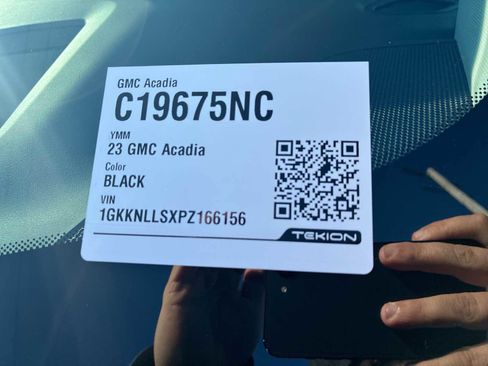 GMC Acadia
C19675NC
YMM
23 GMC Acadia
Color
BLACK
VIN
1GKKNLLSXPZ166156
TEKION